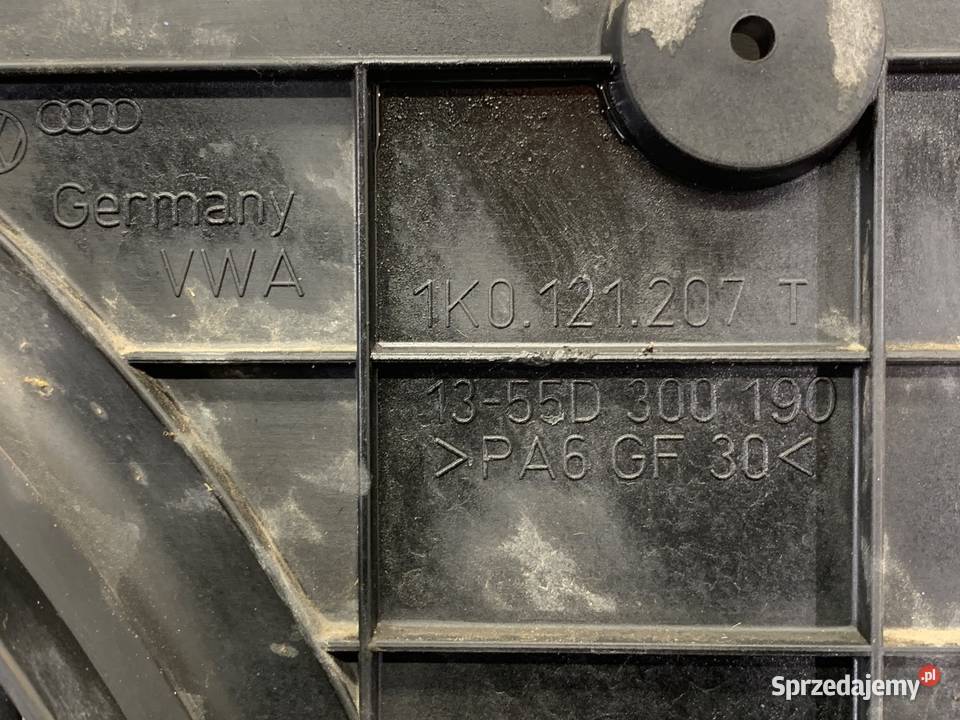 Germany
VWA
1K0.121.207 T
13-55D 300 190
>PA6 GF 30<
Sprzedajemy.pl